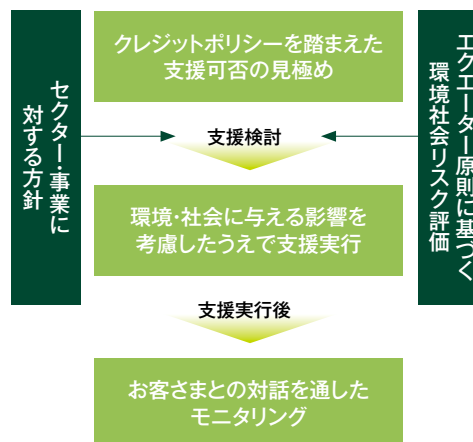 クレジットポリシーを踏まえた
支援可否の見極め
セクター・事業に
対する方針
エクエーター原則に基づく
環境社会リスク評価
支援検討
環境・社会に与える影響を
考慮したうえで支援実行
支援実行後
お客さまとの対話を通した
モニタリング